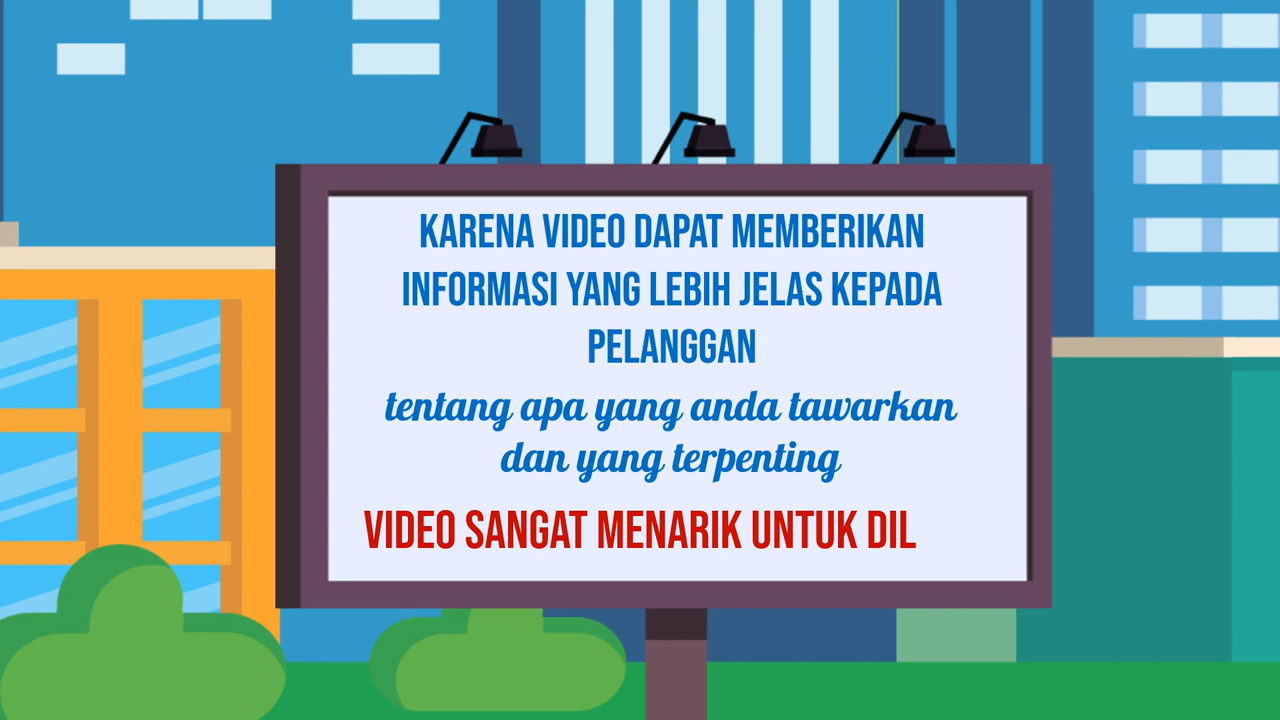 KARENA VIDEO DAPAT MEMBERIKAN
INFORMASI YANG LEBIH JELAS KEPADA
PELANGGAN
tentang apa yang anda tawarkan
dan yang terpenting
VIDEO SANGAT MENARIK UNTUK DIL